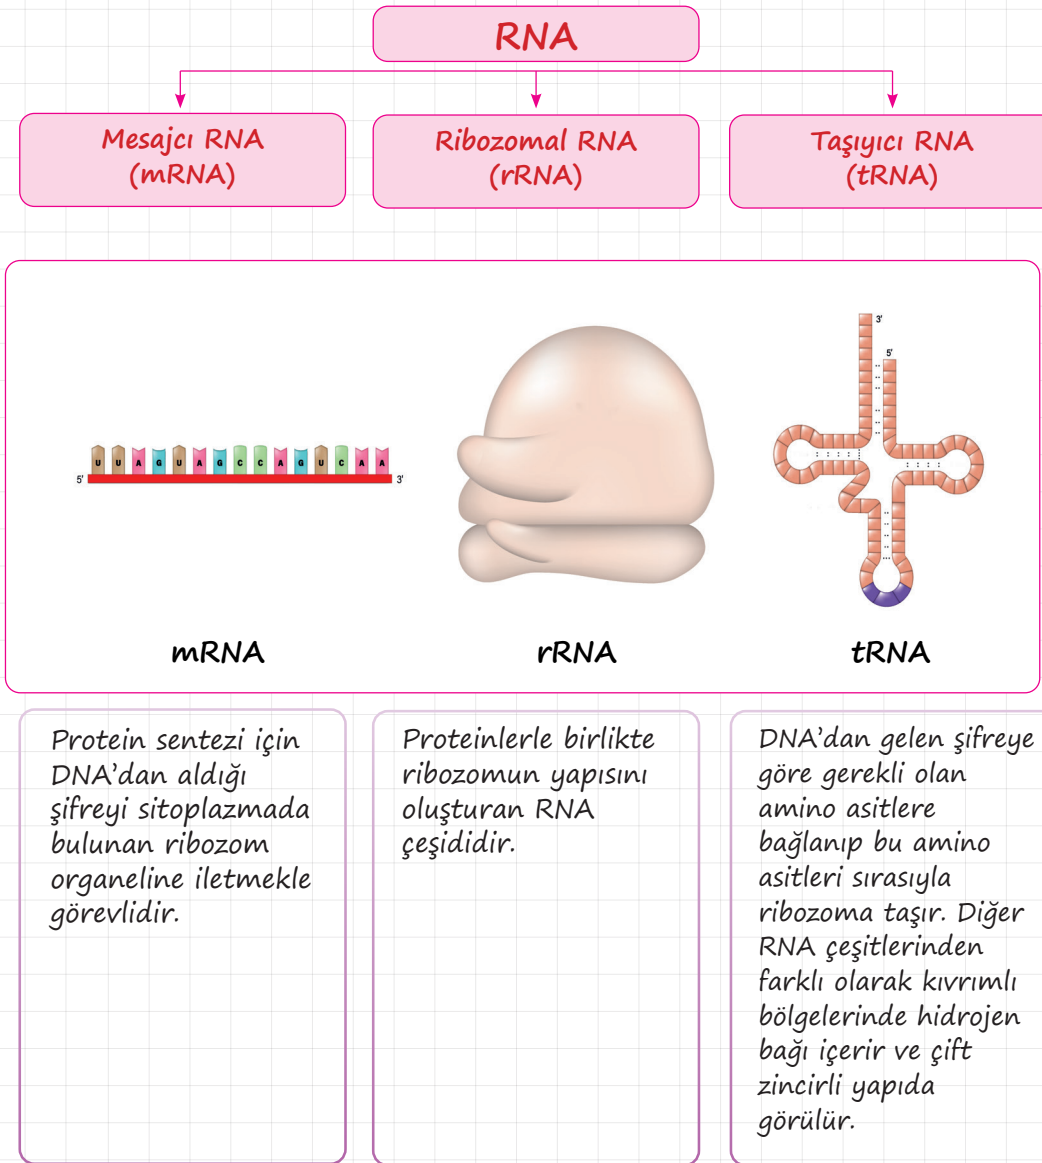 RNA
Mesajcı RNA
(mRNA)
Ribozomal RNA
(rRNA)
Taşıyıcı RNA
(tRNA)
5' U U A G U A G C C A G U C A A 3'
3'
5'
mRNA
rRNA
tRNA
Protein sentezi için
DNA’dan aldığı
şifreyi sitoplazmada
bulunan ribozom
organeline iletmekle
görevlidir.
Proteinlerle birlikte
ribozomun yapısını
oluşturan RNA
çeşididir.
DNA’dan gelen şifreye
göre gerekli olan
amino asitlere
bağlanıp bu amino
asitleri sırasıyla
ribozoma taşır. Diğer
RNA çeşitlerinden
farklı olarak kıvrımlı
bölgelerinde hidrojen
bağı içerir ve çift
zincirli yapıda
görülür.